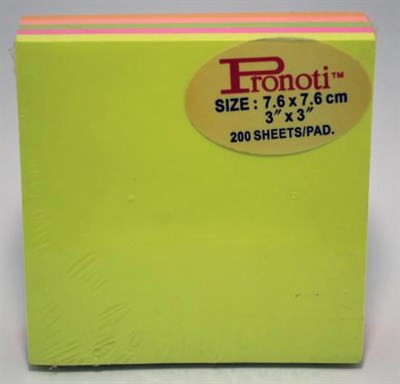 Pronoti™
SIZE : 7.6 x 7.6 cm
3" x 3"
200 SHEETS/PAD.